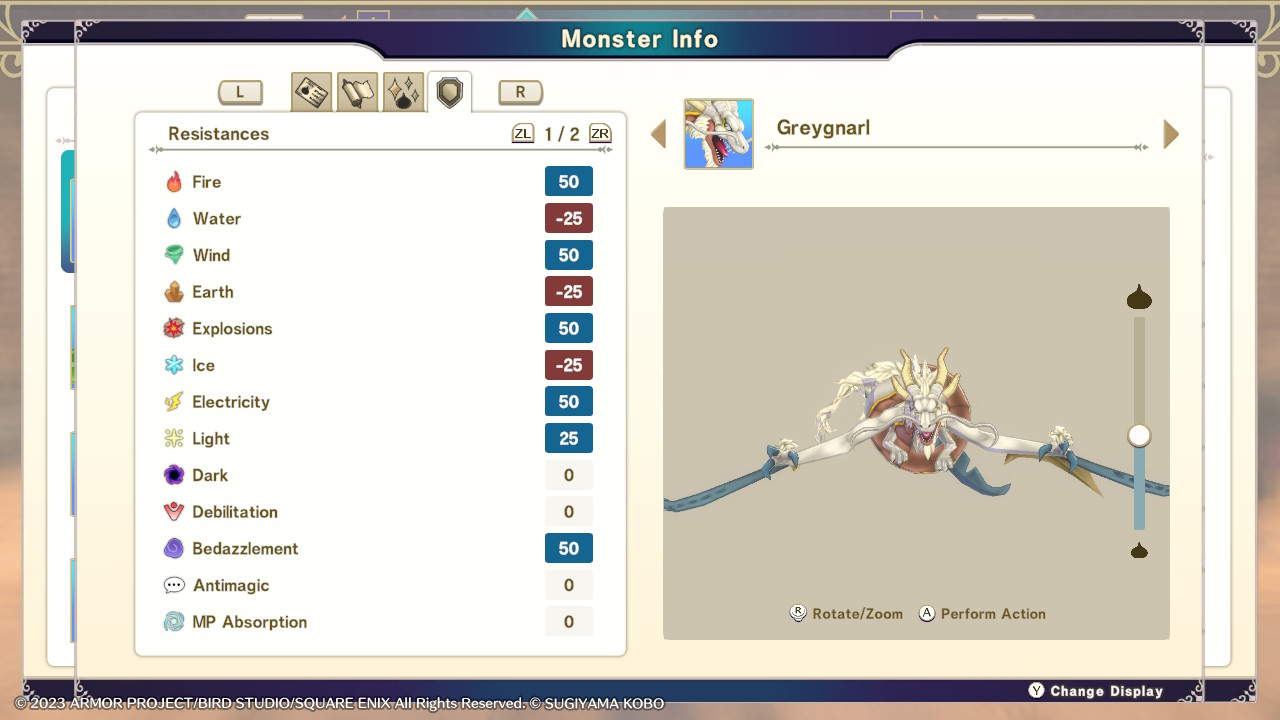 Monster Info
L
R
Resistances
ZL 1 / 2 ZR
Fire 50
Water -25
Wind 50
Earth -25
Explosions 50
Ice -25
Electricity 50
Light 25
Dark 0
Debilitation 0
Bedazzlement 50
Antimagic 0
MP Absorption 0
Greygnarl
R Rotate/Zoom A Perform Action
Y Change Display
© 2023 ARMOR PROJECT/BIRD STUDIO/SQUARE ENIX All Rights Reserved. © SUGIYAMA KOBO